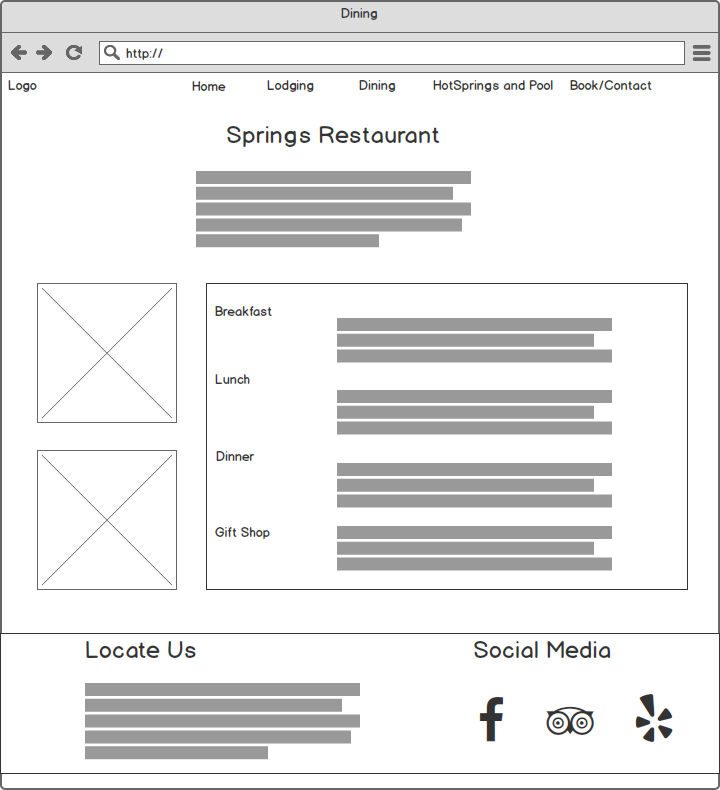 Dining
http://
Logo Home Lodging Dining HotSprings and Pool Book/Contact
Springs Restaurant
Breakfast
Lunch
Dinner
Gift Shop
Locate Us Social Media